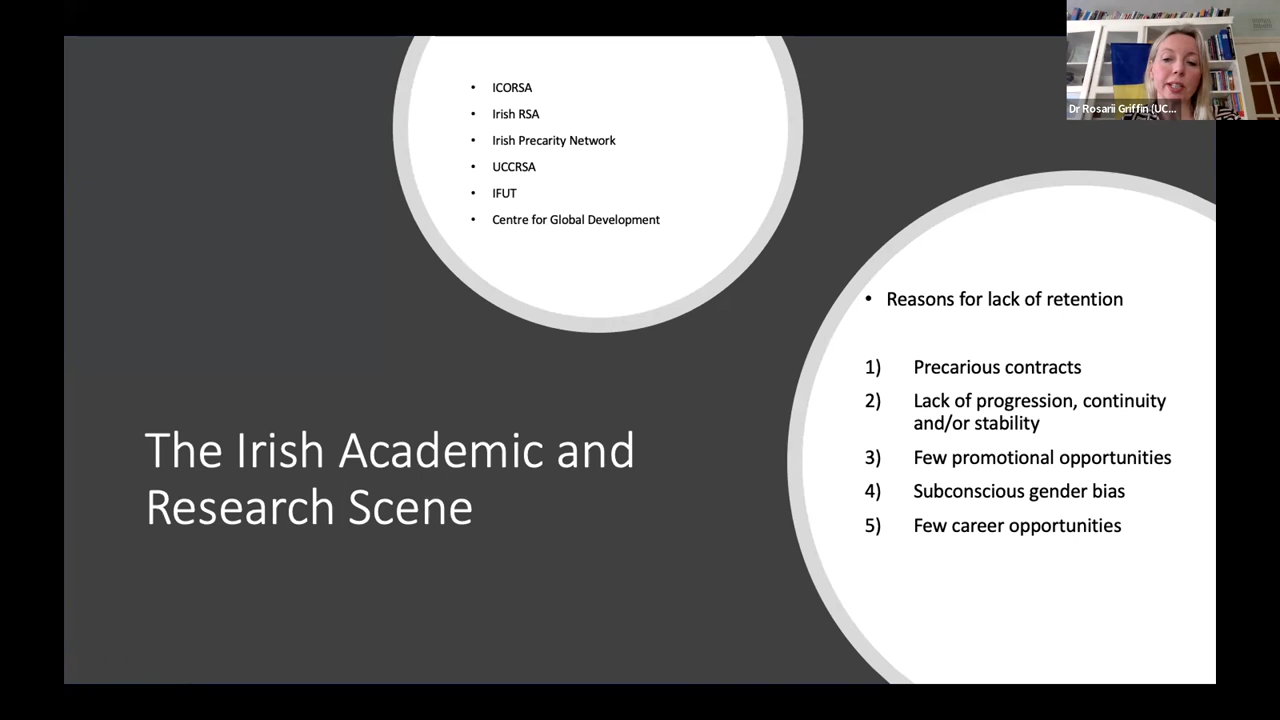 • ICORSA
• Irish RSA
• Irish Precarity Network
• UCCRSA
• IFUT
• Centre for Global Development
Dr Rosarii Griffin (UC...
• Reasons for lack of retention
1) Precarious contracts
2) Lack of progression, continuity
and/or stability
3) Few promotional opportunities
4) Subconscious gender bias
5) Few career opportunities
The Irish Academic and
Research Scene